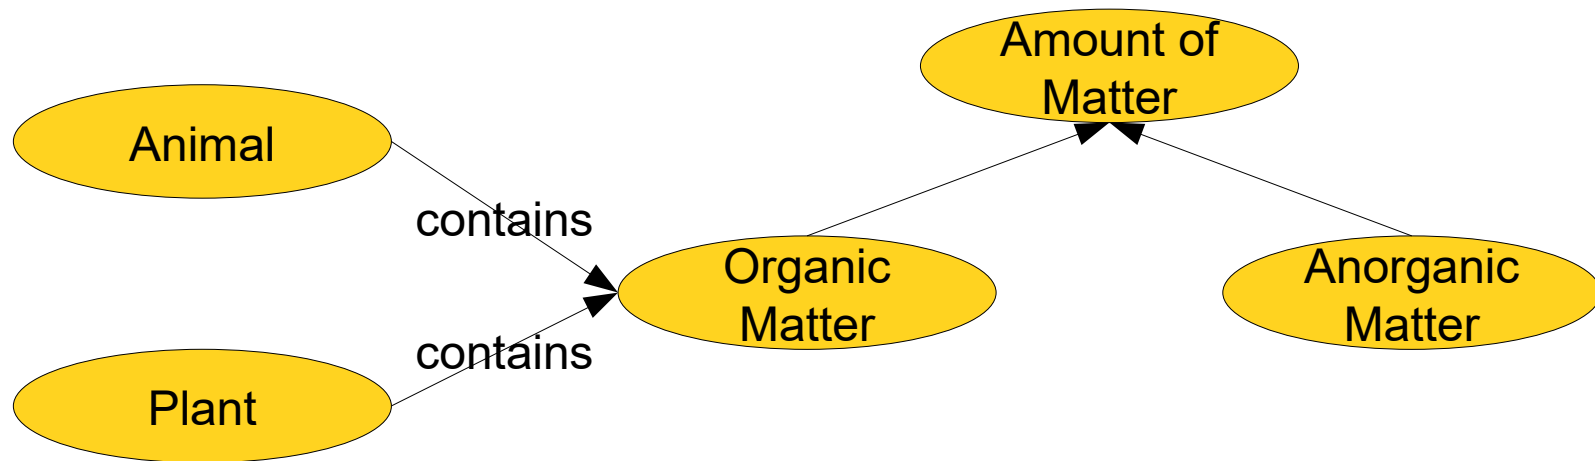 Amount of
Matter
Animal
contains
Organic
Matter
Anorganic
Matter
contains
Plant